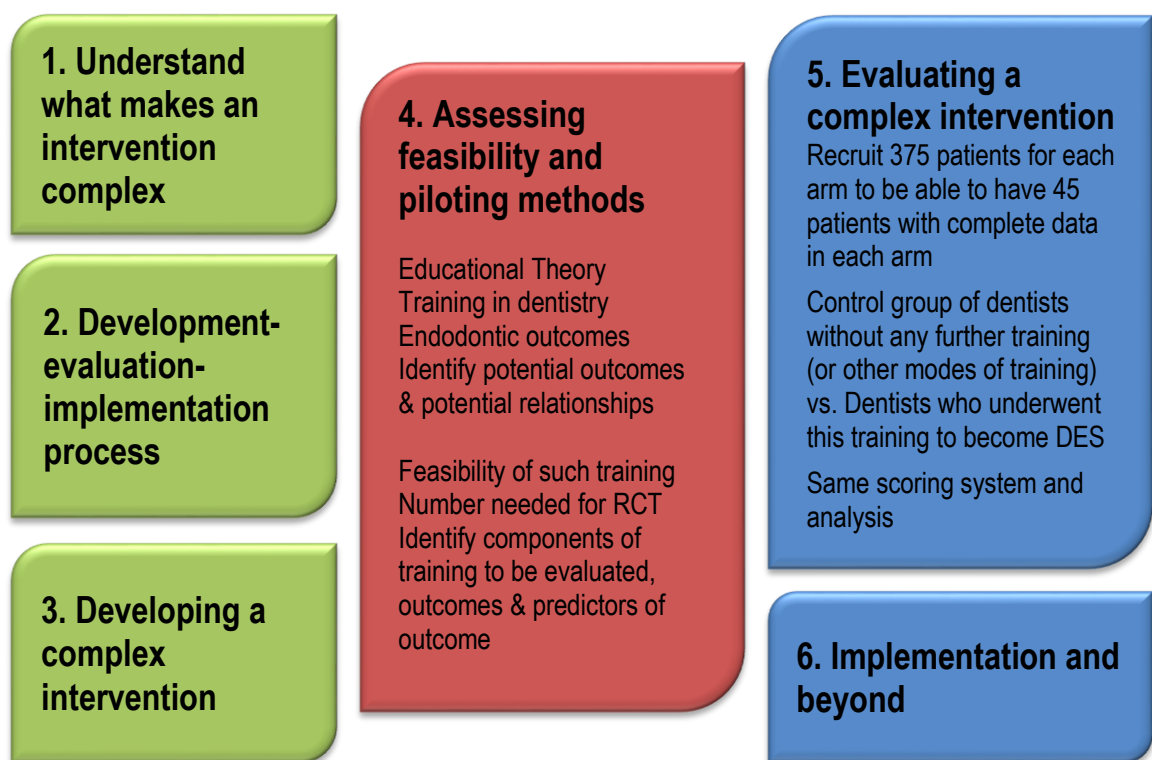 1. Understand
what makes an
intervention
complex
2. Development-
evaluation-
implementation
process
3. Developing a
complex
intervention
4. Assessing
feasibility and
piloting methods
Educational Theory
Training in dentistry
Endodontic outcomes
Identify potential outcomes
& potential relationships
Feasibility of such training
Number needed for RCT
Identify components of
training to be evaluated,
outcomes & predictors of
outcome
5. Evaluating a
complex intervention
Recruit 375 patients for each
arm to be able to have 45
patients with complete data
in each arm
Control group of dentists
without any further training
(or other modes of training)
vs. Dentists who underwent
this training to become DES
Same scoring system and
analysis
6. Implementation and
beyond